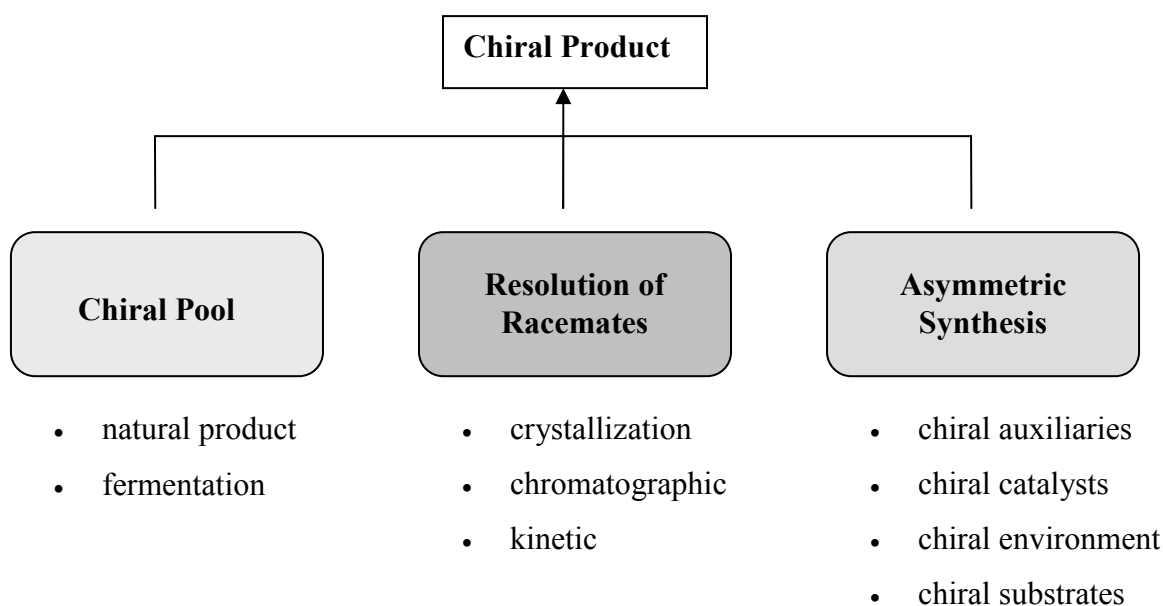 Chiral Product
Chiral Pool
Resolution of
Racemates
Asymmetric
Synthesis
• natural product
• fermentation
• crystallization
• chromatographic
• kinetic
• chiral auxiliaries
• chiral catalysts
• chiral environment
• chiral substrates